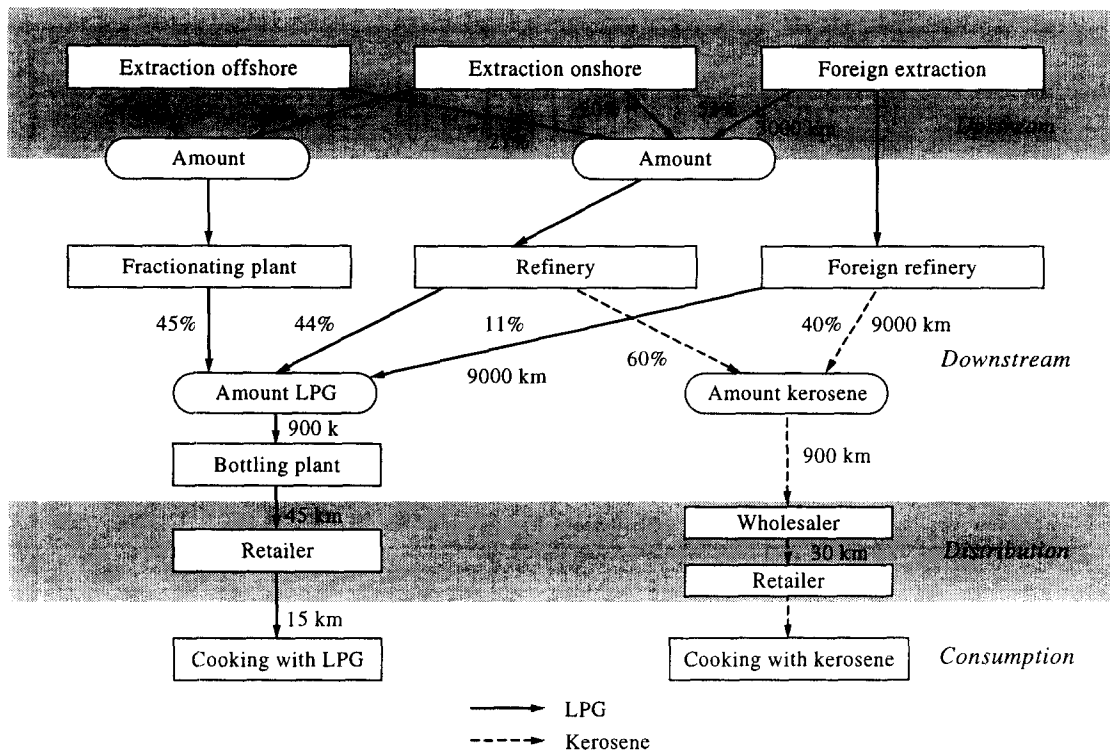 Extraction offshore
Extraction onshore
Foreign extraction
3000 km
Upstream
Amount
Amount
Fractionating plant
Refinery
Foreign refinery
45%
44%
11%
40%
9000 km
60%
Downstream
9000 km
Amount LPG
Amount kerosene
900 k
Bottling plant
900 km
45 km
Wholesaler
Retailer
30 km
Distribution
Retailer
15 km
Cooking with LPG
Cooking with kerosene
Consumption
LPG
Kerosene